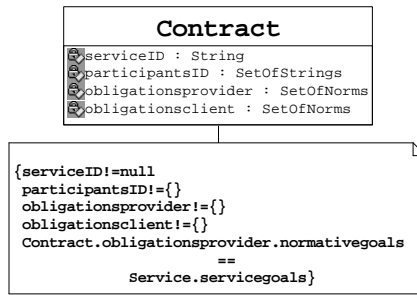 Contract
serviceID : String
participantsID : SetOfStrings
obligationsprovider : SetOfNorms
obligationsclient : SetOfNorms
{serviceID!=null
participantsID!={}
obligationsprovider!={}
obligationsclient!={}
Contract.obligationsprovider.normativegoals
==
Service.servicegoals}